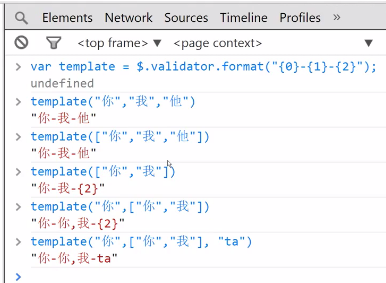 Elements Network Sources Timeline Profiles »
<top frame> ▼ <page context> ▼
> var template = $.validator.format("{0}-{1}-{2}");
undefined
> template("你","我","他")
"你-我-他"
> template(["你","我","他"])
"你-我-他"
> template(["你","我"])
"你-我-{2}"
> template("你",["你","我"])
"你-你,我-{2}"
> template("你",["你","我"], "ta")
"你-你,我-ta"
>